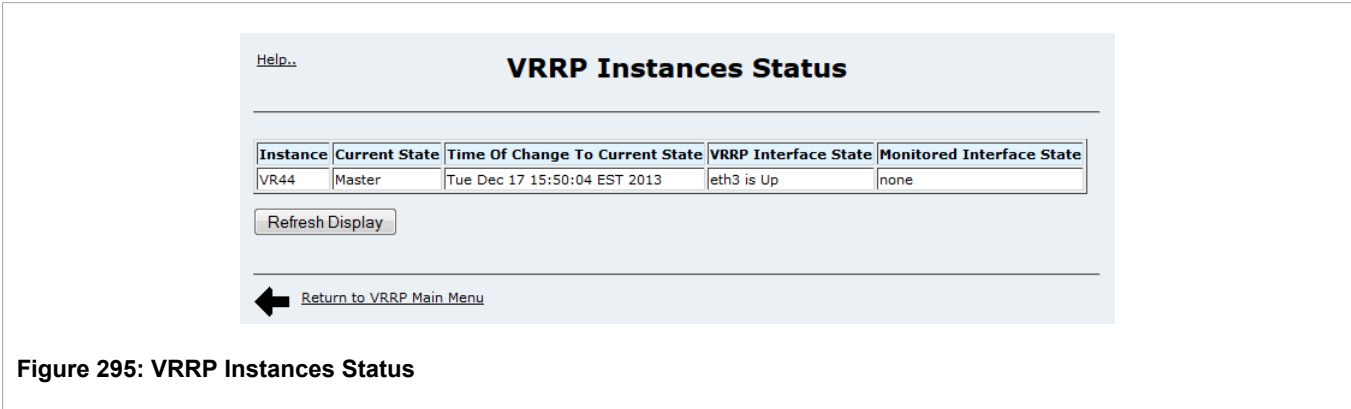 Help..
VRRP Instances Status
Instance Current State Time Of Change To Current State VRRP Interface State Monitored Interface State
VR44 Master Tue Dec 17 15:50:04 EST 2013 eth3 is Up none
Refresh Display
Return to VRRP Main Menu
Figure 295: VRRP Instances Status